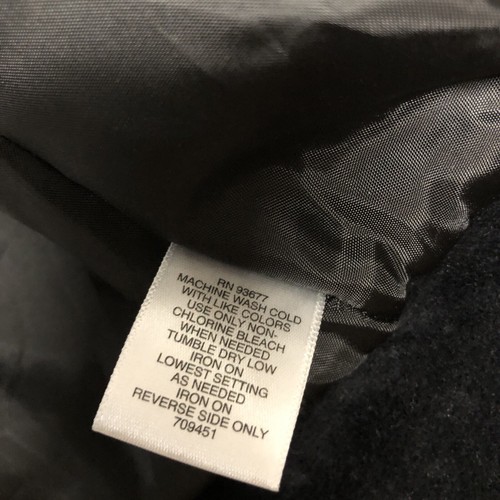 RN 93677
MACHINE WASH COLD
WITH LIKE COLORS
USE ONLY NON-
CHLORINE BLEACH
WHEN NEEDED
TUMBLE DRY LOW
IRON ON
LOWEST SETTING
AS NEEDED
IRON ON
REVERSE SIDE ONLY
709451